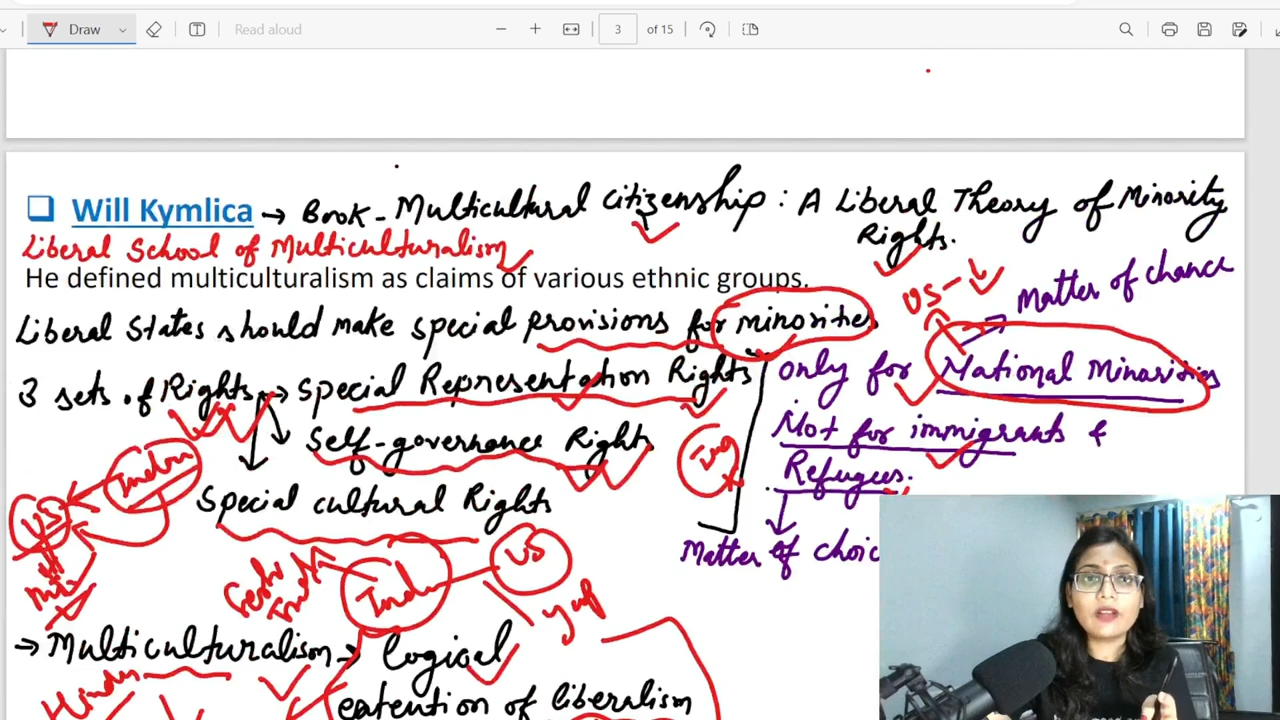 Draw
Read aloud
3 of 15
Will Kymlica → Book - Multicultural Citizenship : A Liberal Theory of Minority
Rights.
Liberal School of Multiculturalism
He defined multiculturalism as claims of various ethnic groups.
US - Matter of chance
Liberal States should make special provisions for minorities
only for National Minorities
3 sets of Rights → Special Representation Rights
Not for immigrants &
Self-governance Rights
Refugees.
India
US
Special cultural Rights
Matter of choic
US
India
→ Multiculturalism → logical
Hindu
extention of liberalism